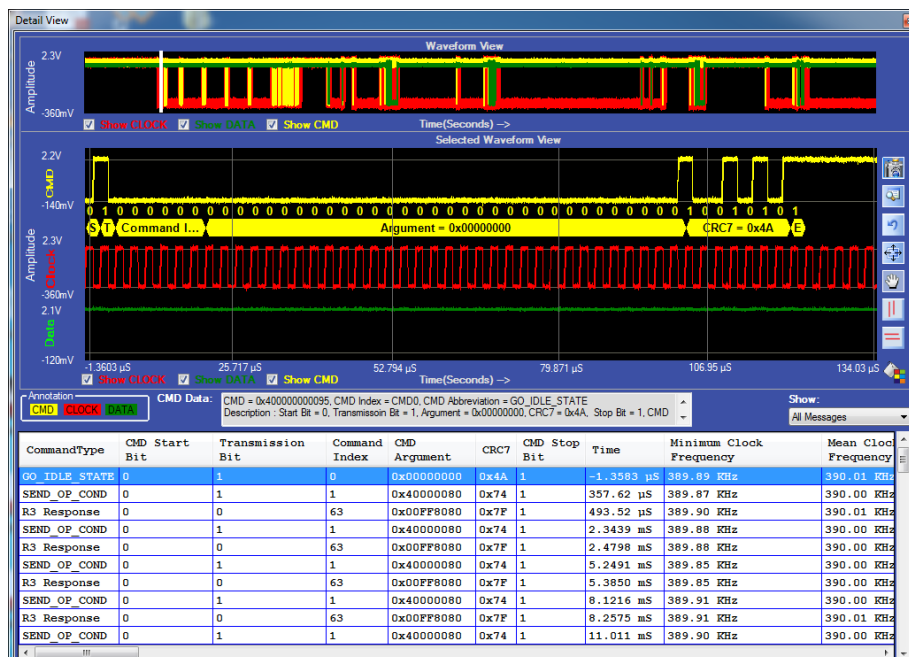 Detail View
Waveform View
2.3V
Amplitude
-360mV
Show CLOCK Show DATA Show CMD Time(Seconds) -->
Selected Waveform View
2.2V
CMD
-140mV
0 1 0 0 0 0 0 0 0 0 0 0 0 0 0 0 0 0 0 0 0 0 0 0 0 0 0 0 0 0 0 0 0 0 0 0 0 0 0 0 1 0 0 1 0 1 0 1
S T Command I... Argument = 0x00000000 CRC7 = 0x4A E
Amplitude
2.3V
Clock
-360mV
2.1V
Data
-120mV
-1.3603 µS 25.717 µS 52.794 µS 79.871 µS 106.95 µS 134.03 µS
Show CLOCK Show DATA Show CMD Time(Seconds) -->
Annotation
CMD CLOCK DATA
CMD Data:
CMD = 0x400000000095, CMD Index = CMD0, CMD Abbreviation = GO_IDLE_STATE
Description : Start Bit = 0, Transmissoin Bit = 1, Argument = 0x00000000, CRC7 = 0x4A, Stop Bit = 1, CMD
Show:
All Messages
CommandType CMD Start Bit Transmission Bit Command Index CMD Argument CRC7 CMD Stop Bit Time Minimum Clock Frequency Mean Cloc Frequency
GO_IDLE_STATE 0 1 0 0x00000000 0x4A 1 -1.3583 µS 389.89 KHz 390.01 KHz
SEND_OP_COND 0 1 1 0x40000080 0x74 1 357.62 µS 389.87 KHz 390.00 KHz
R3 Response 0 0 63 0x00FF8080 0x7F 1 493.52 µS 389.90 KHz 390.01 KHz
SEND_OP_COND 0 1 1 0x40000080 0x74 1 2.3439 mS 389.88 KHz 390.00 KHz
R3 Response 0 0 63 0x00FF8080 0x7F 1 2.4798 mS 389.88 KHz 390.00 KHz
SEND_OP_COND 0 1 1 0x40000080 0x74 1 5.2491 mS 389.85 KHz 390.00 KHz
R3 Response 0 0 63 0x00FF8080 0x7F 1 5.3850 mS 389.85 KHz 390.00 KHz
SEND_OP_COND 0 1 1 0x40000080 0x74 1 8.1216 mS 389.91 KHz 390.00 KHz
R3 Response 0 0 63 0x00FF8080 0x7F 1 8.2575 mS 389.91 KHz 390.01 KHz
SEND_OP_COND 0 1 1 0x40000080 0x74 1 11.011 mS 389.90 KHz 390.00 KHz